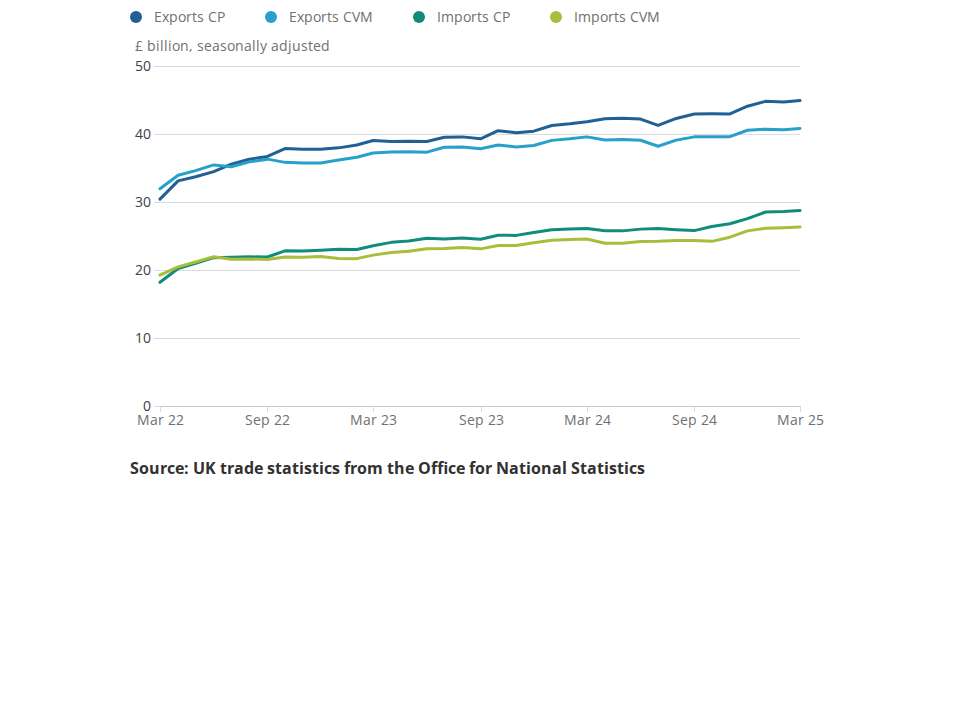 Exports CP Exports CVM Imports CP Imports CVM
£ billion, seasonally adjusted
50
40
30
20
10
0
Mar 22 Sep 22 Mar 23 Sep 23 Mar 24 Sep 24 Mar 25
Source: UK trade statistics from the Office for National Statistics